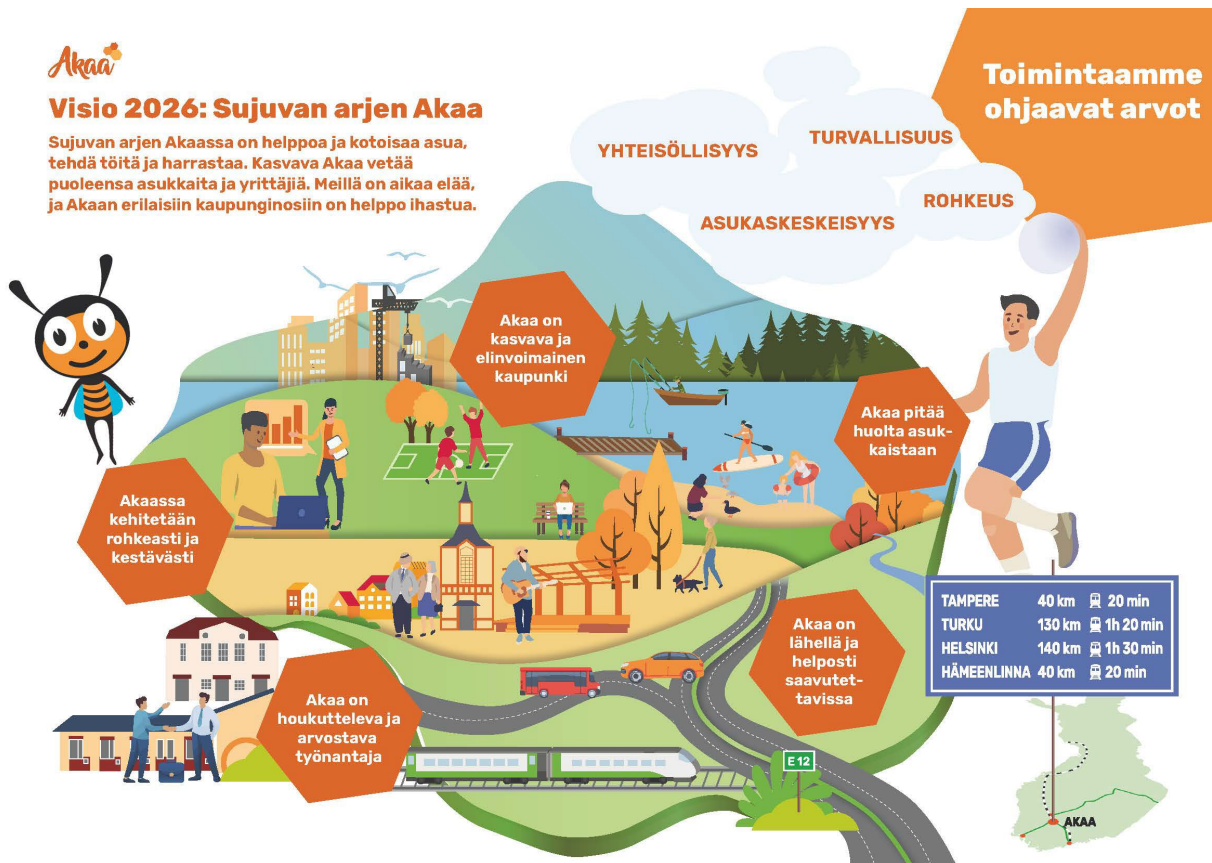 Akaa
Visio 2026: Sujuvan arjen Akaa
Sujuvan arjen Akaassa on helppoa ja kotoisaa asua,
tehdä töitä ja harrastaa. Kasvava Akaa vetää
puoleensa asukkaita ja yrittäjiä. Meillä on aikaa elää,
ja Akaan erilaisiin kaupunginosiin on helppo ihastua.
Toimintaamme
ohjaavat arvot
YHTEISÖLLISYYS
TURVALLISUUS
ASUKASKESKEISYYS
ROHKEUS
Akaa on
kasvava ja
elinvoimainen
kaupunki
Akaa pitää
huolta asuk-
kaistaan
Akaassa
kehitetään
rohkeasti ja
kestävästi
Akaa on
lähellä ja
helposti
saavutet-
tavissa
Akaa on
houkutteleva ja
arvostava
työnantaja
TAMPERE 40 km 20 min
TURKU 130 km 1h 20 min
HELSINKI 140 km 1h 30 min
HÄMEENLINNA 40 km 20 min
E 12
AKAA